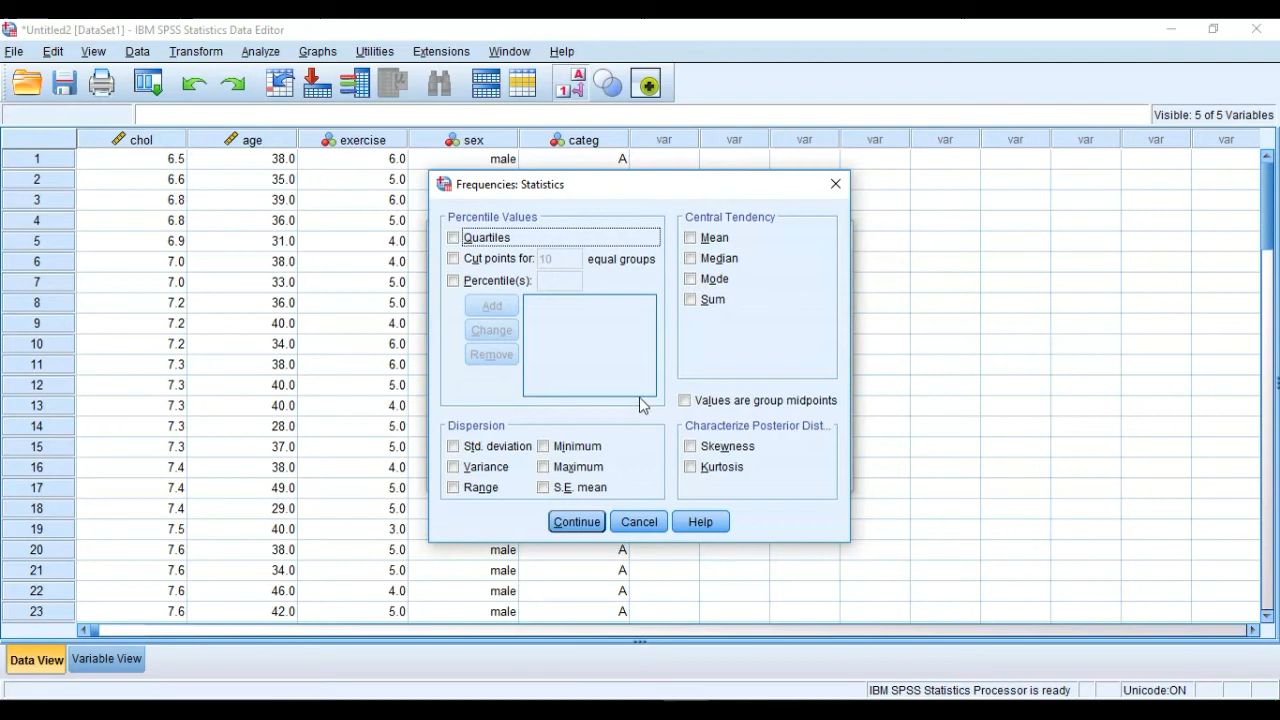 *Untitled2 [DataSet1] - IBM SPSS Statistics Data Editor
File Edit View Data Transform Analyze Graphs Utilities Extensions Window Help
Visible: 5 of 5 Variables
chol age exercise sex categ var var var var var var var var var
1 6.5 38.0 6.0 male A
2 6.6 35.0 5.0
3 6.8 39.0 6.0
4 6.8 36.0 5.0
5 6.9 31.0 4.0
6 7.0 38.0 4.0
7 7.0 33.0 5.0
8 7.2 36.0 5.0
9 7.2 40.0 4.0
10 7.2 34.0 6.0
11 7.3 38.0 6.0
12 7.3 40.0 5.0
13 7.3 40.0 4.0
14 7.3 28.0 5.0
15 7.3 37.0 5.0
16 7.4 38.0 4.0
17 7.4 49.0 5.0
18 7.4 29.0 5.0
19 7.5 40.0 3.0
20 7.6 38.0 5.0 male A
21 7.6 34.0 5.0 male A
22 7.6 46.0 4.0 male A
23 7.6 42.0 5.0 male A
Frequencies: Statistics
Percentile Values
Quartiles
Cut points for: 10 equal groups
Percentile(s):
Add
Change
Remove
Central Tendency
Mean
Median
Mode
Sum
Values are group midpoints
Dispersion
Std. deviation Minimum
Variance Maximum
Range S.E. mean
Characterize Posterior Dist...
Skewness
Kurtosis
Continue Cancel Help
Data View Variable View
IBM SPSS Statistics Processor is ready Unicode:ON